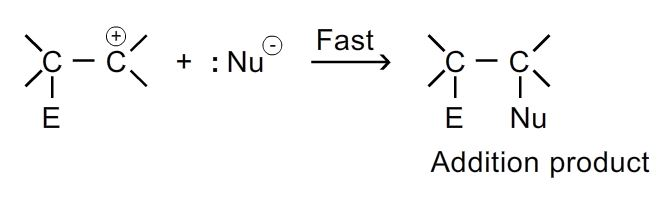 C – C ⊕ + : Nu ⊖ Fast → C – C
E E Nu
Addition product